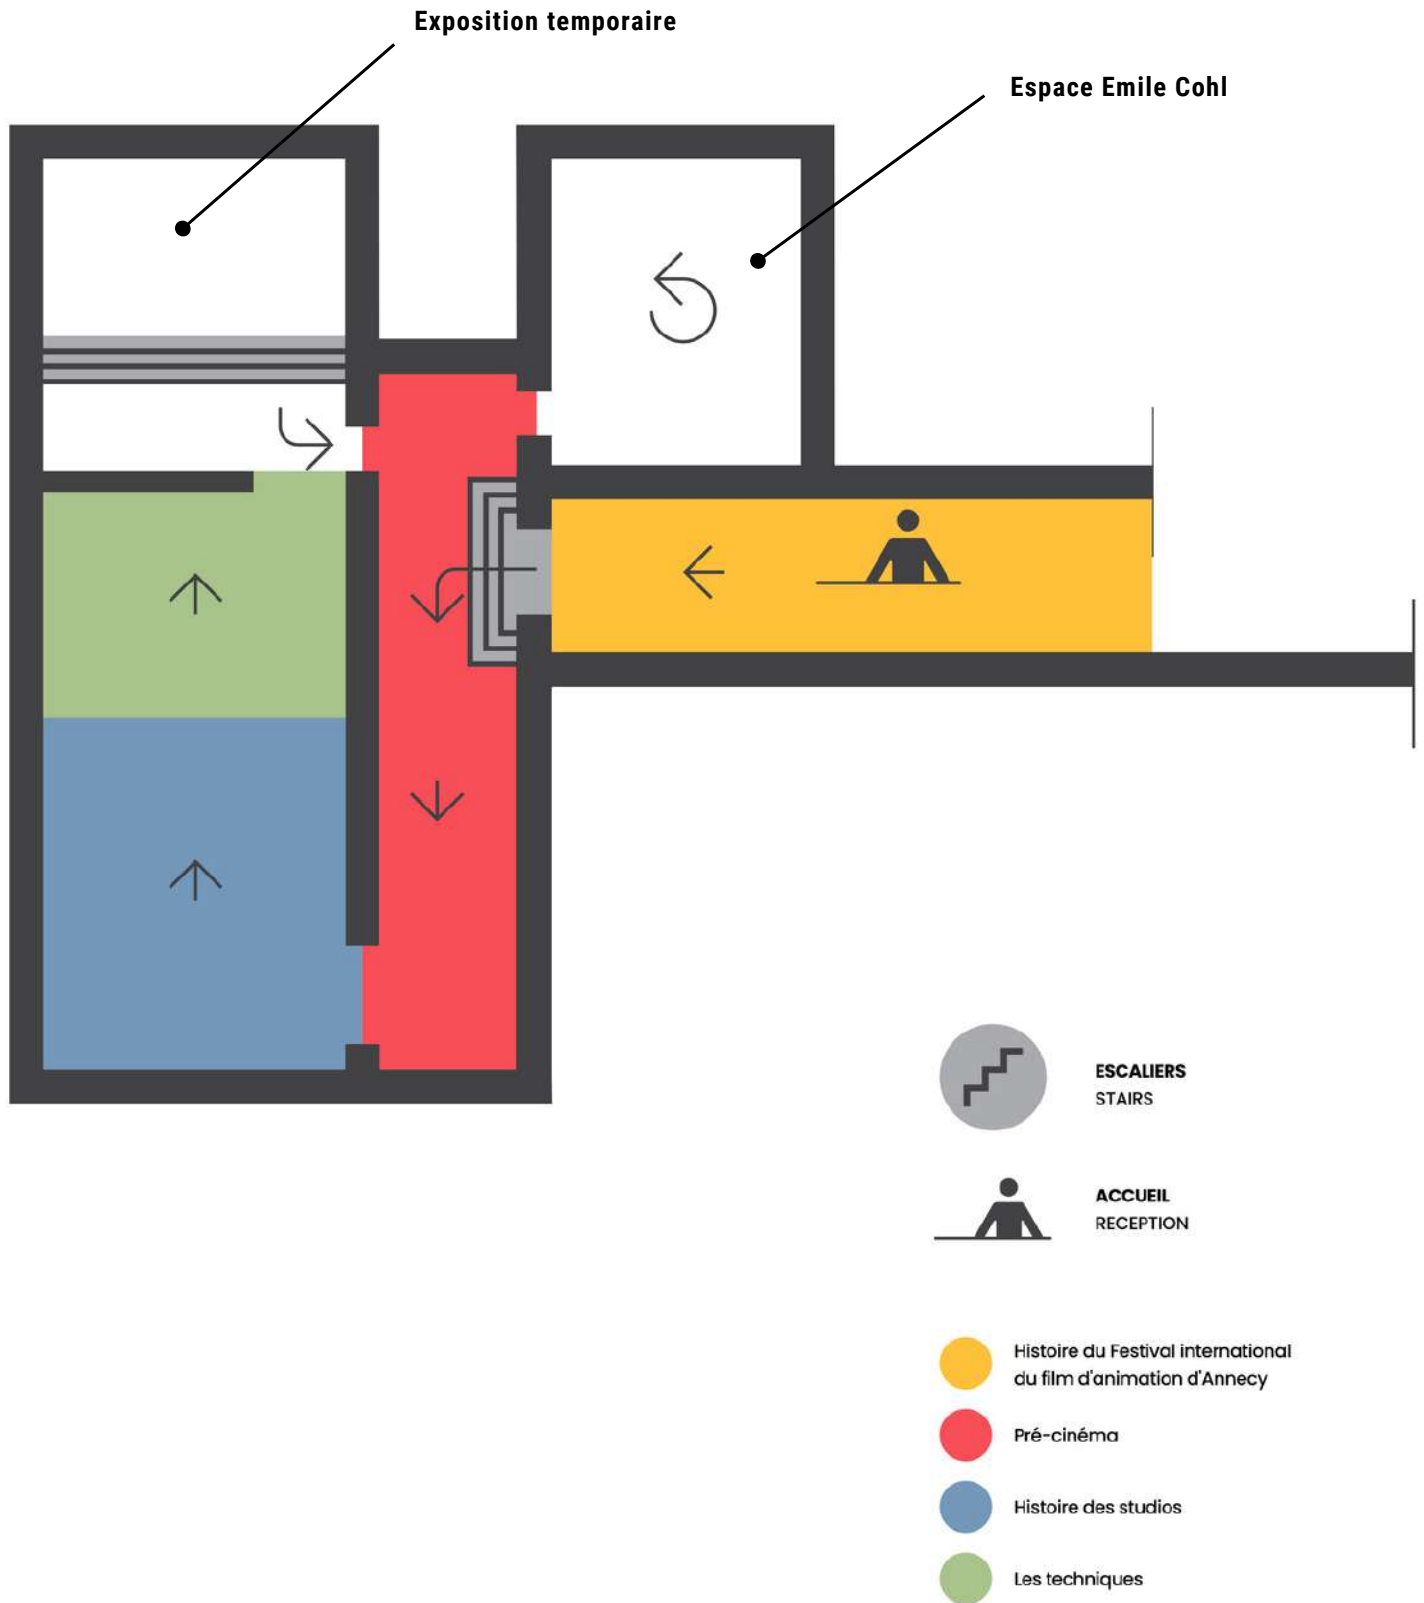 Exposition temporaire
Espace Emile Cohl
ESCALIERS
STAIRS
ACCUEIL
RECEPTION
Histoire du Festival international
du film d'animation d'Annecy
Pré-cinéma
Histoire des studios
Les techniques